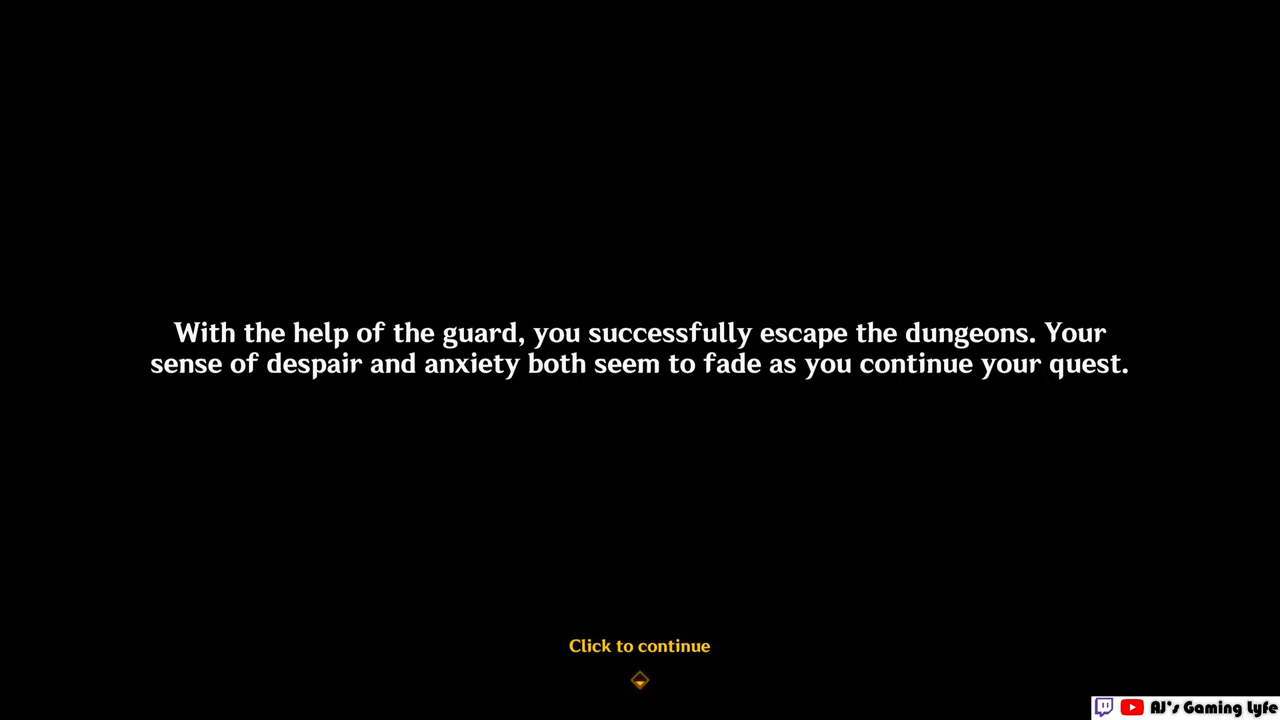 With the help of the guard, you successfully escape the dungeons. Your
sense of despair and anxiety both seem to fade as you continue your quest.
Click to continue
AJ's Gaming Lyfe